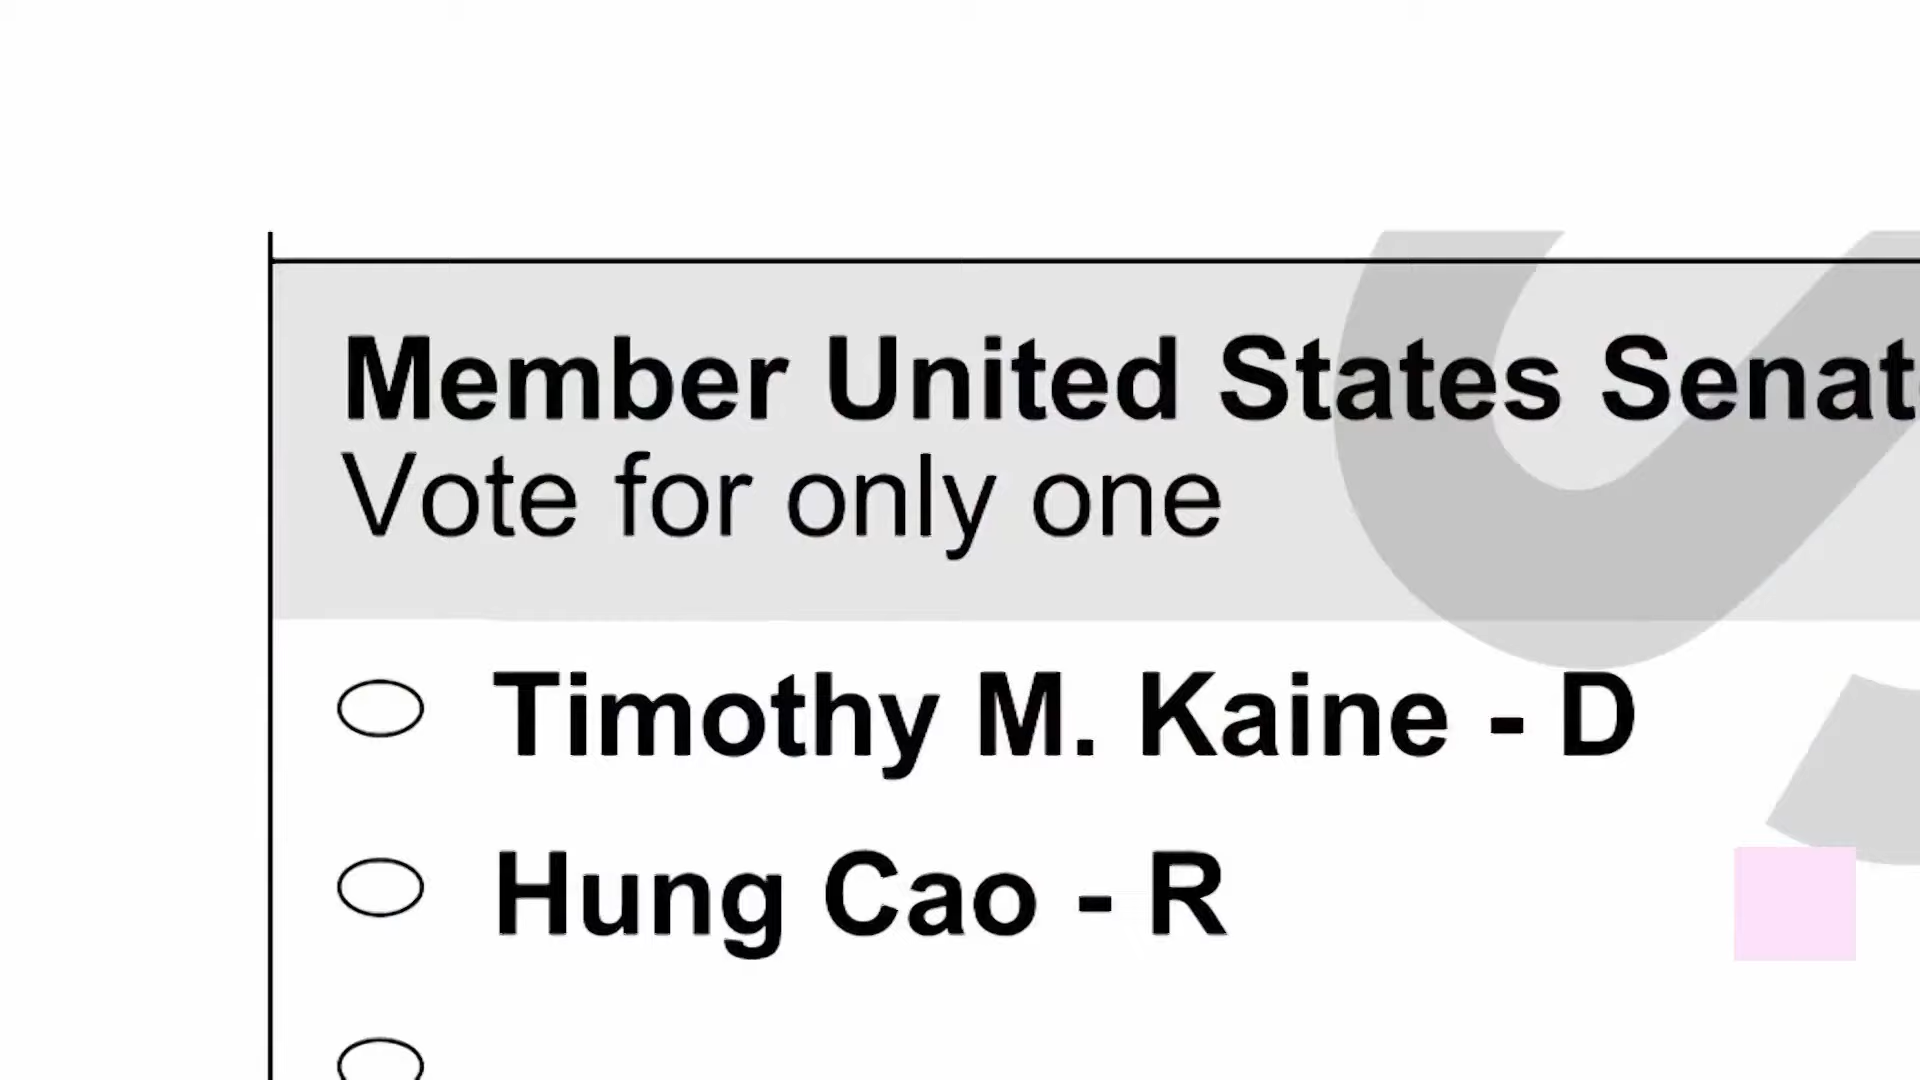 Member United States Senat
Vote for only one
Timothy M. Kaine - D
Hung Cao - R